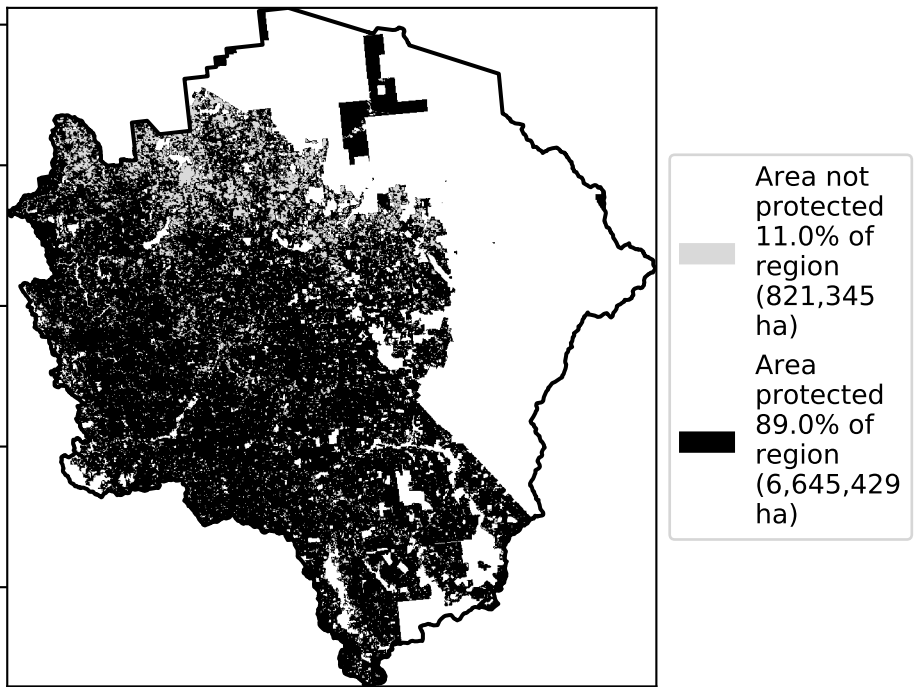 Area not
protected
11.0% of
region
(821,345
ha)
Area
protected
89.0% of
region
(6,645,429
ha)